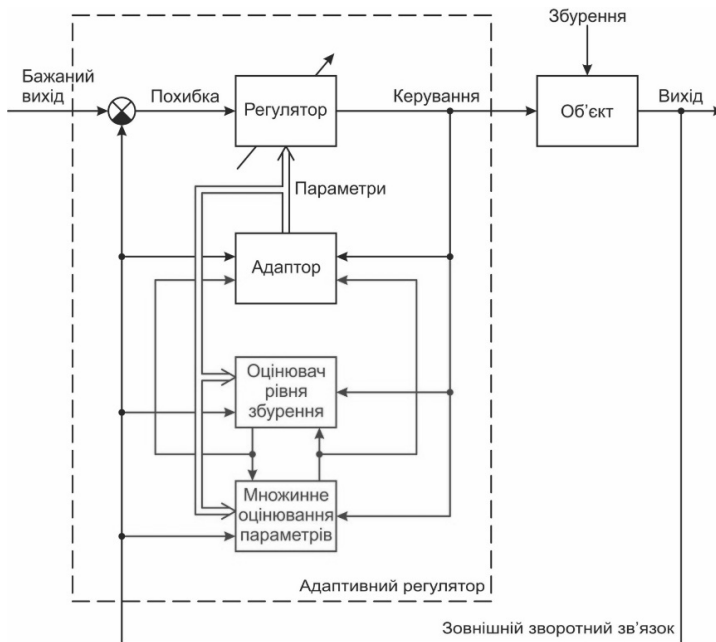 Збурення
Бажаний
вихід
Похибка
Регулятор
Керування
Об’єкт
Вихід
Параметри
Адаптор
Оцінювач
рівня
збурення
Множинне
оцінювання
параметрів
Адаптивний регулятор
Зовнішній зворотний зв’язок